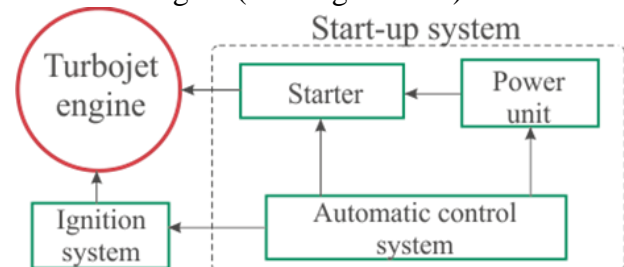 Start-up system
Turbojet
engine
Starter
Power
unit
Ignition
system
Automatic control
system